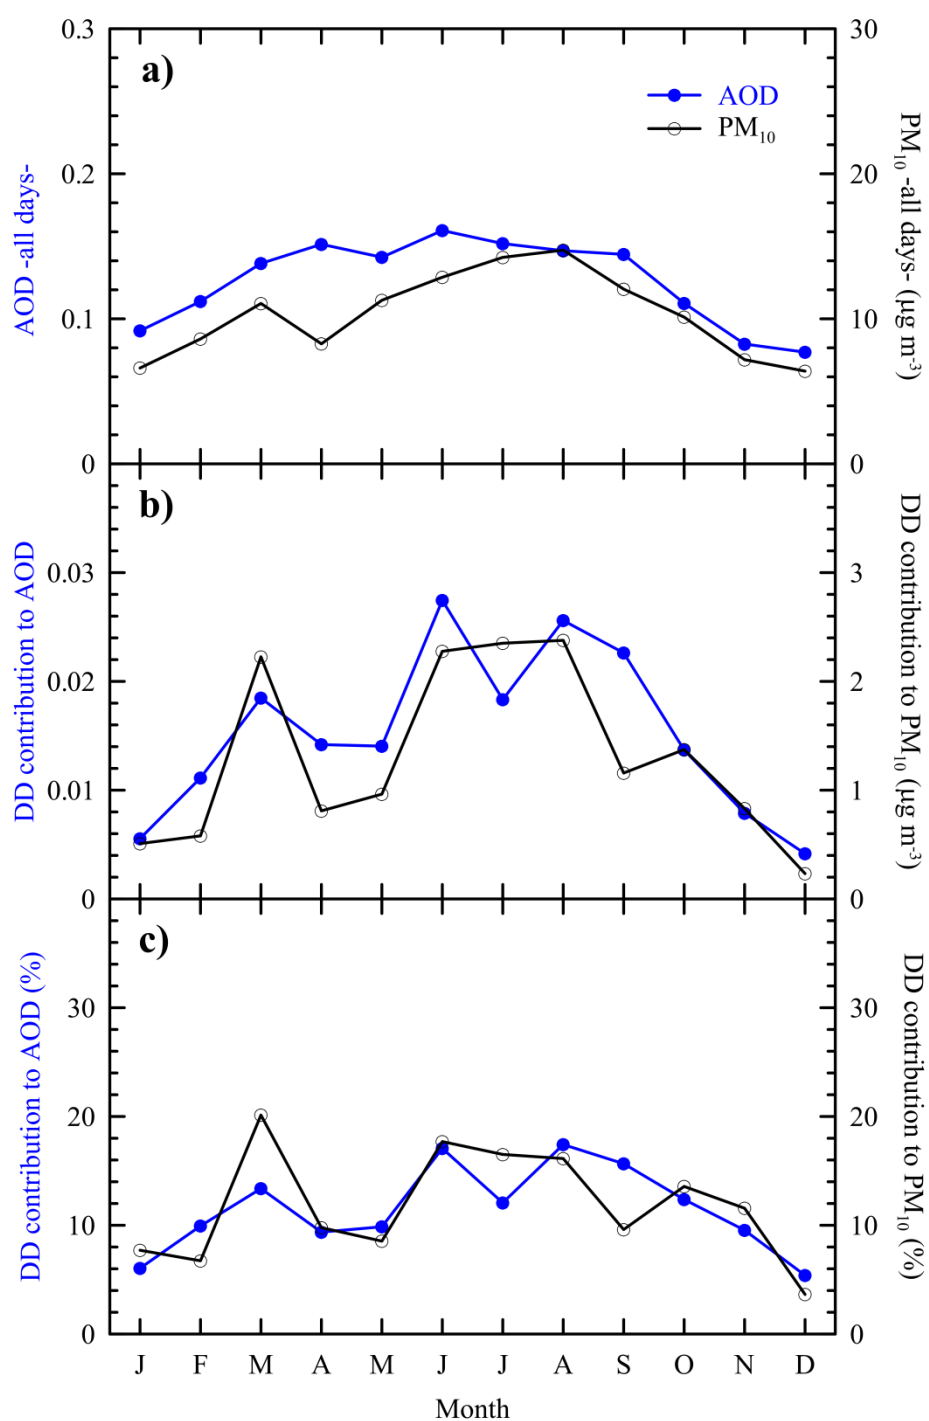 0.3
30
a)
AOD
PM10
0.2
20
AOD -all days-
PM10 -all days- (µg m-3)
0.1
10
0
0
b)
0.03
3
DD contribution to AOD
DD contribution to PM10 (µg m-3)
0.02
2
0.01
1
0
0
c)
30
30
DD contribution to AOD (%)
DD contribution to PM10 (%)
20
20
10
10
0
0
J F M A M J J A S O N D
Month